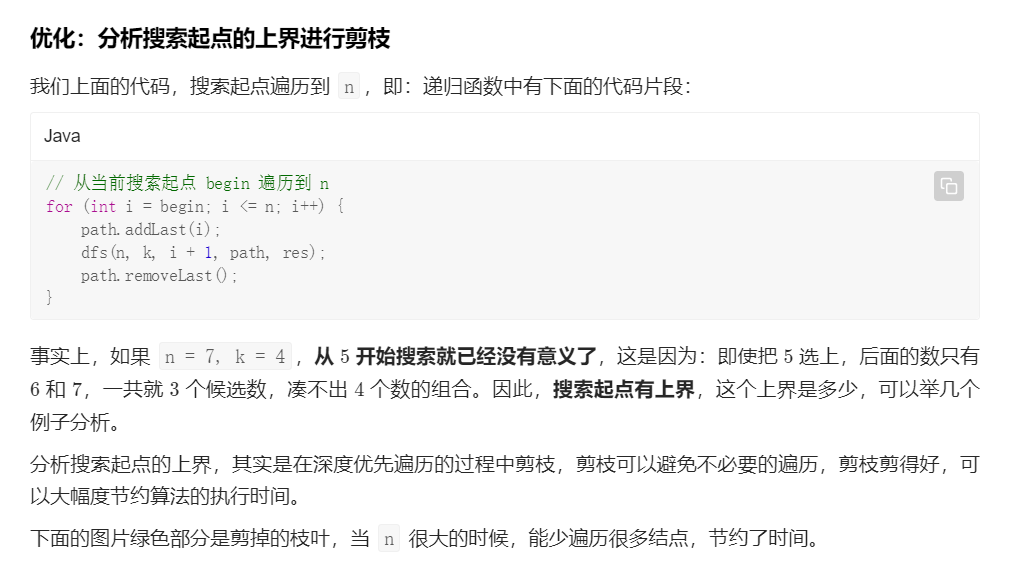 优化：分析搜索起点的上界进行剪枝
我们上面的代码，搜索起点遍历到 n ，即：递归函数中有下面的代码片段：
Java
// 从当前搜索起点 begin 遍历到 n
for (int i = begin; i <= n; i++) {
    path.addLast(i);
    dfs(n, k, i + 1, path, res);
    path.removeLast();
}
事实上，如果 n = 7, k = 4 ，从 5 开始搜索就已经没有意义了，这是因为：即使把 5 选上，后面的数只有
6 和 7，一共就 3 个候选数，凑不出 4 个数的组合。因此，搜索起点有上界，这个上界是多少，可以举几个
例子分析。
分析搜索起点的上界，其实是在深度优先遍历的过程中剪枝，剪枝可以避免不必要的遍历，剪枝剪得好，可
以大幅度节约算法的执行时间。
下面的图片绿色部分是剪掉的枝叶，当 n 很大的时候，能少遍历很多结点，节约了时间。